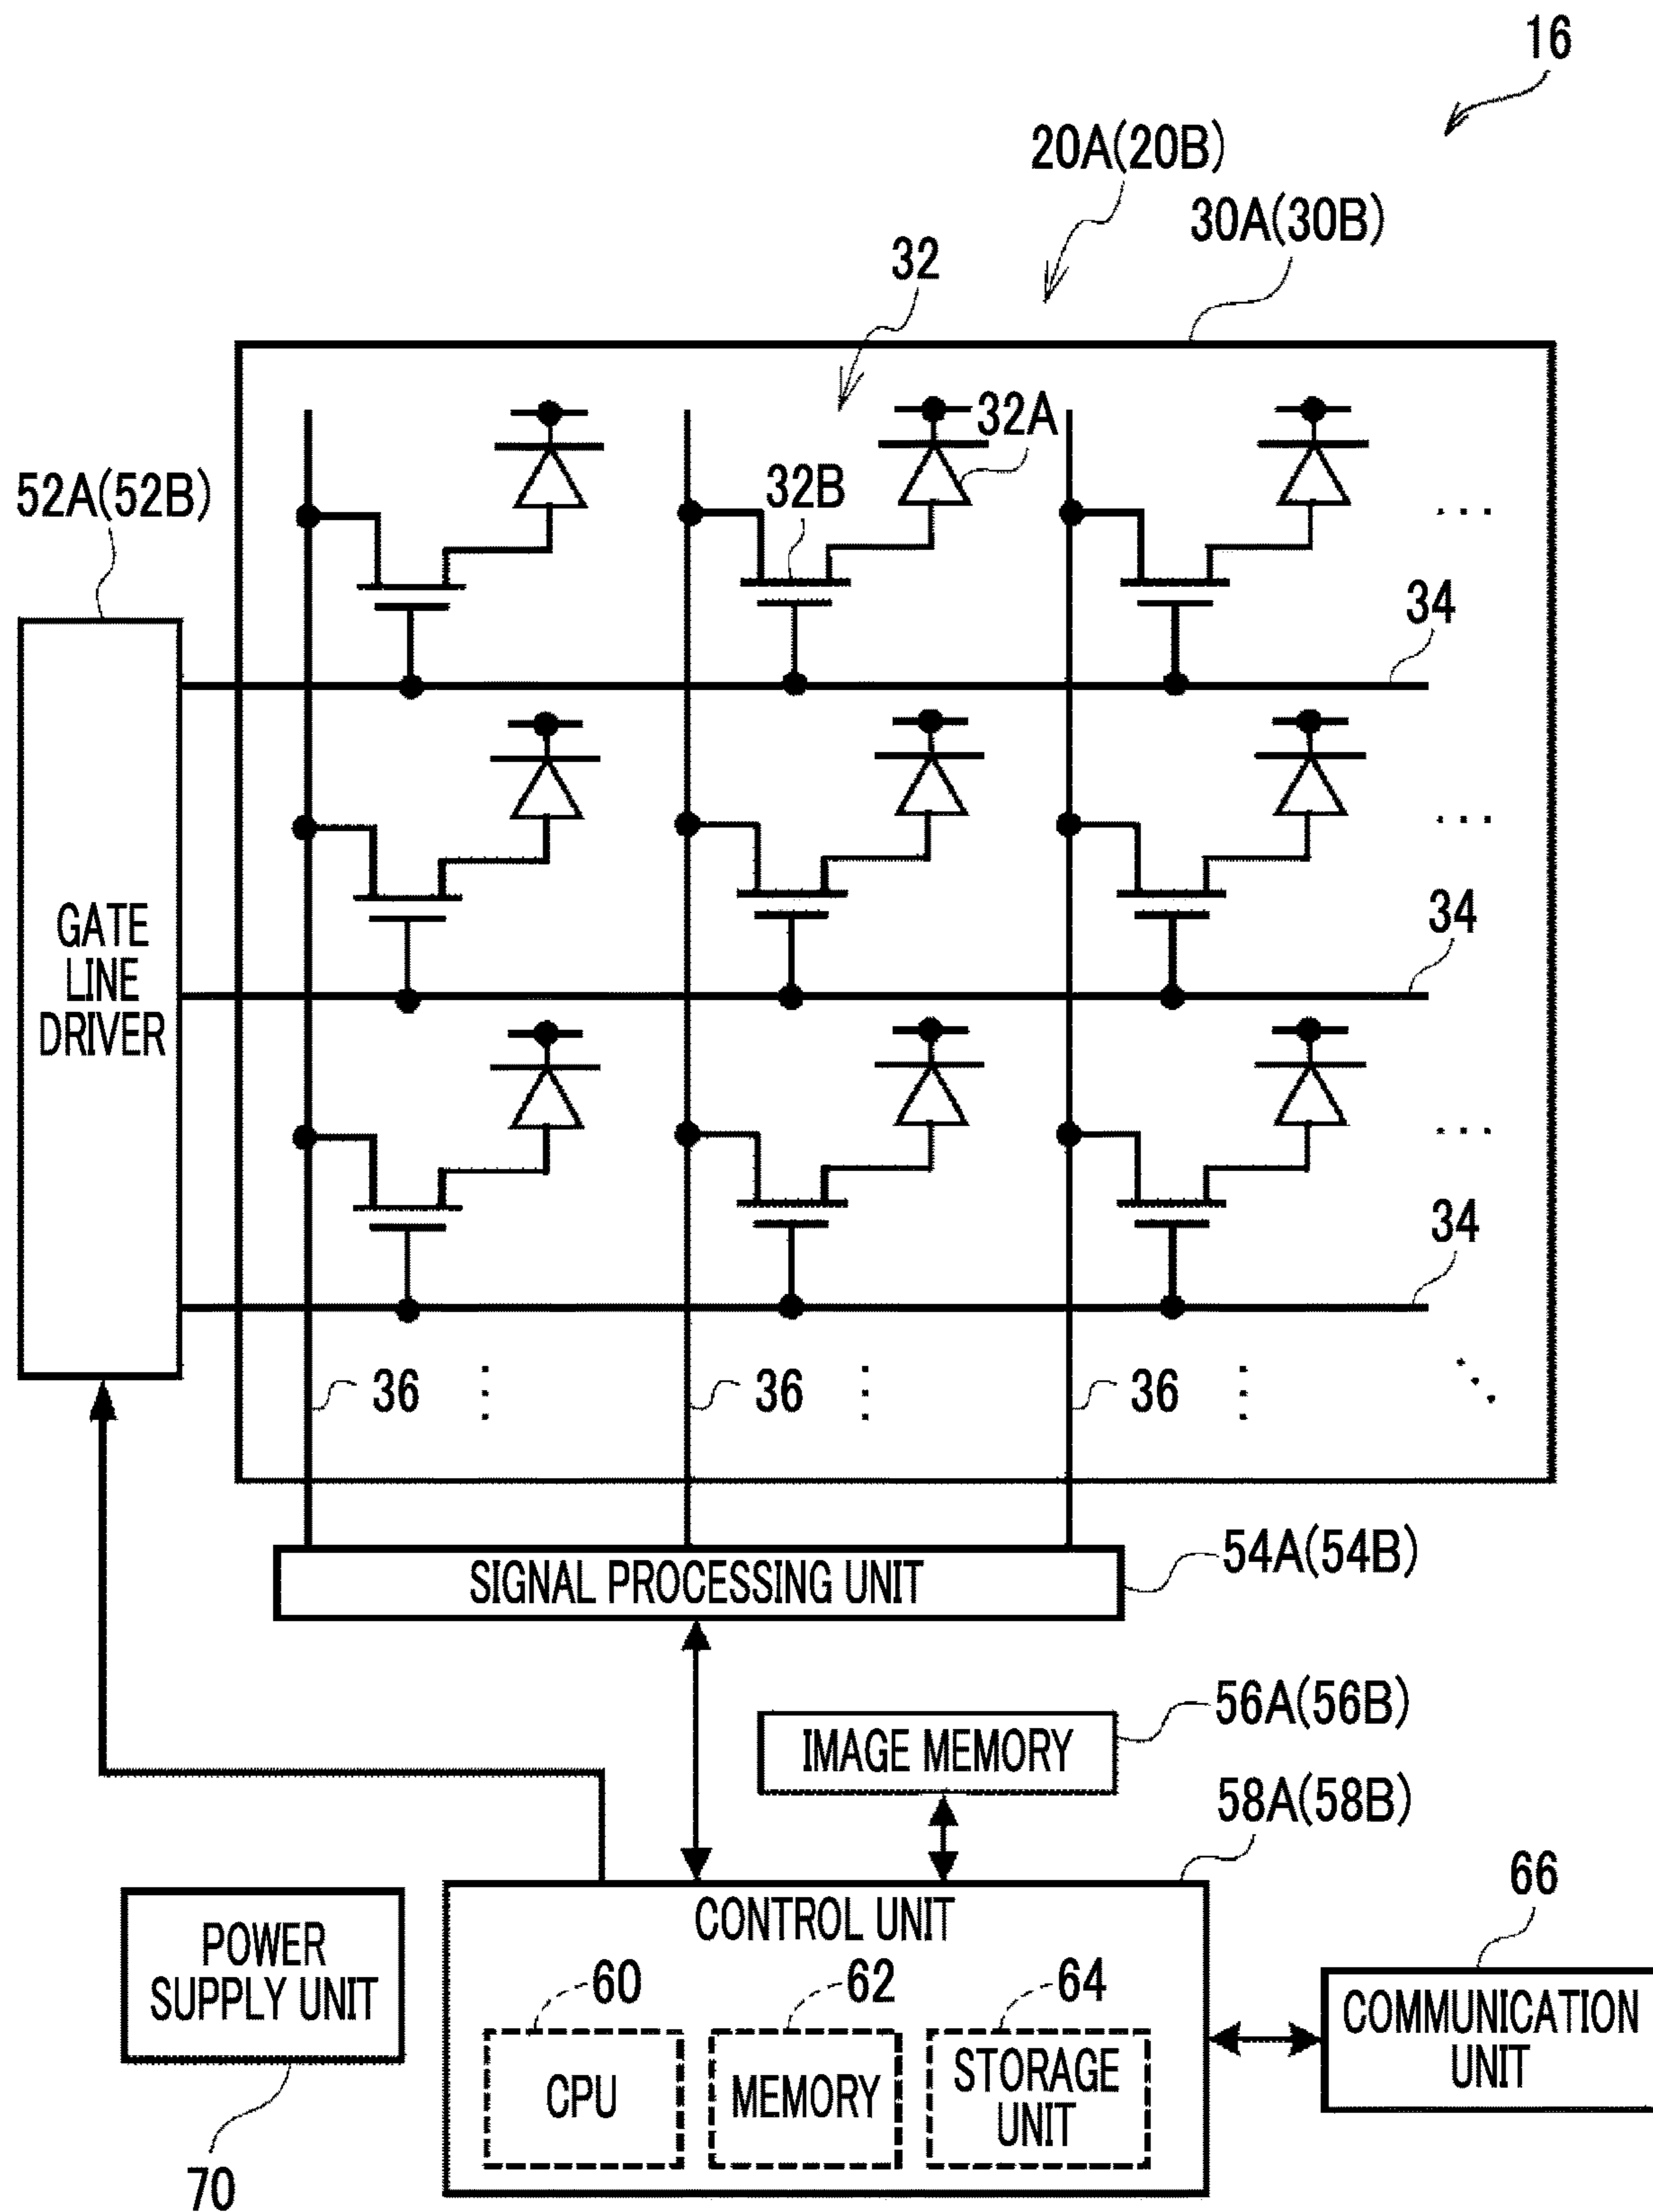 16
20A(20B)
30A(30B)
32
32A
52A(52B)
32B
...
34
...
GATE
LINE
DRIVER
34
...
34
36
36
36
SIGNAL PROCESSING UNIT
54A(54B)
56A(56B)
IMAGE MEMORY
58A(58B)
66
POWER
SUPPLY UNIT
CONTROL UNIT
60
62
64
CPU
MEMORY
STORAGE
UNIT
COMMUNICATION
UNIT
70